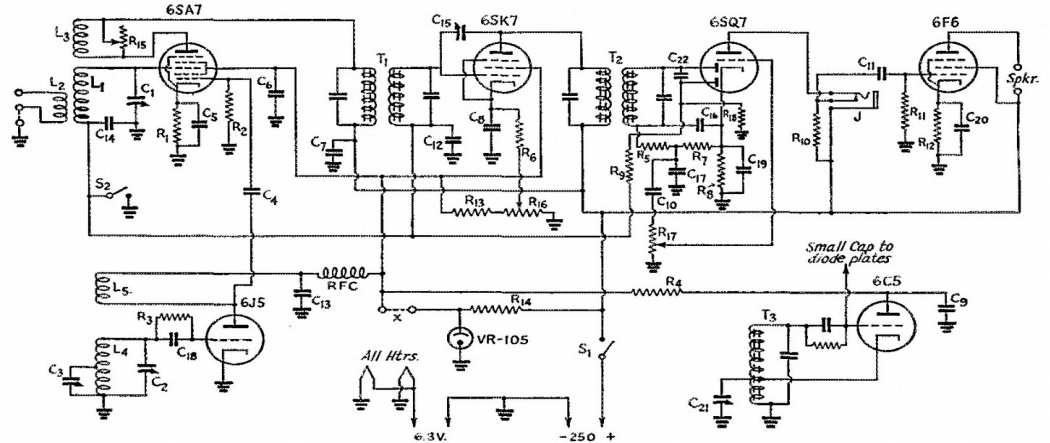 6SA7
6SK7
6SQ7
6F6
L3
R15
C15
T1
T2
C22
C11
Spkr.
L2
L1
C1
C5
R2
C6
C14
R1
C7
C12
C8
R6
C16
R18
R5
R7
C17
C19
R9
R8
C10
R10
J
R11
R12
C20
S2
C4
R13
R16
R17
Small Cap to
diode plates
L5
RFC
C13
6J5
R14
R4
6C5
C9
X
VR-105
R3
L4
C18
C3
C2
T3
S1
All Htrs.
C21
6.3V.
-250 +